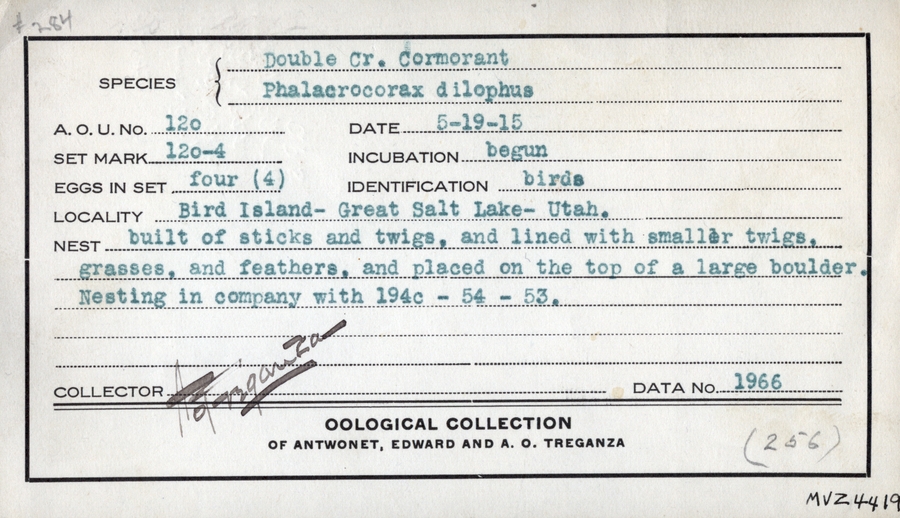 # 284
Double Cr. Cormorant
SPECIES { Phalacrocorax dilophus
A. O. U. No. 12o DATE 5-19-15
SET MARK 12o-4 INCUBATION begun
EGGS IN SET four (4) IDENTIFICATION birds
LOCALITY Bird Island- Great Salt Lake- Utah.
NEST built of sticks and twigs, and lined with smaller twigs,
grasses, and feathers, and placed on the top of a large boulder.
Nesting in company with 194c - 54 - 53.
COLLECTOR A O Treganza DATA No. 1966
OOLOGICAL COLLECTION
OF ANTWONET, EDWARD AND A. O. TREGANZA
(256)
MVZ 4419